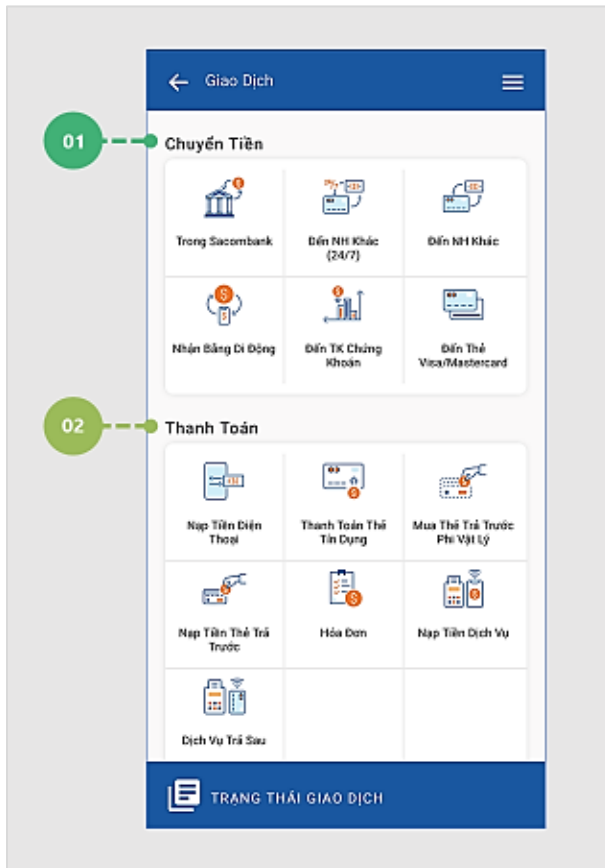 Giao Dịch
01
Chuyển Tiền
Trong Sacombank
Đến NH Khác
(24/7)
Đến NH Khác
Nhận Bằng Di Động
Đến TK Chứng
Khoán
Đến Thẻ
Visa/Mastercard
02
Thanh Toán
Nạp Tiền Điện
Thoại
Thanh Toán Thẻ
Tín Dụng
Mua Thẻ Trả Trước
Phi Vật Lý
Nạp Tiền Thẻ Trả
Trước
Hóa Đơn
Nạp Tiền Dịch Vụ
Dịch Vụ Trả Sau
TRẠNG THÁI GIAO DỊCH